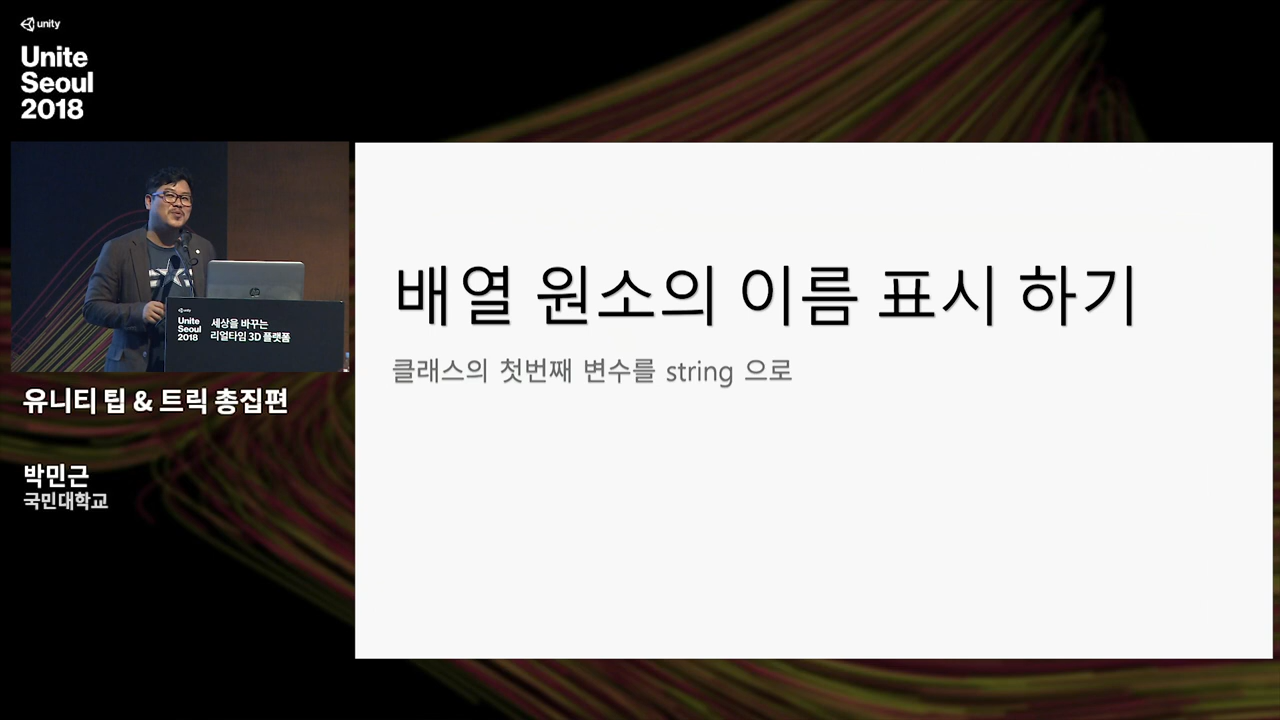 unity
Unite
Seoul
2018
unity
Unite
Seoul
2018
세상을 바꾸는
리얼타임 3D 플랫폼
유니티 팁 & 트릭 총집편
박민근
국민대학교
배열 원소의 이름 표시 하기
클래스의 첫번째 변수를 string 으로